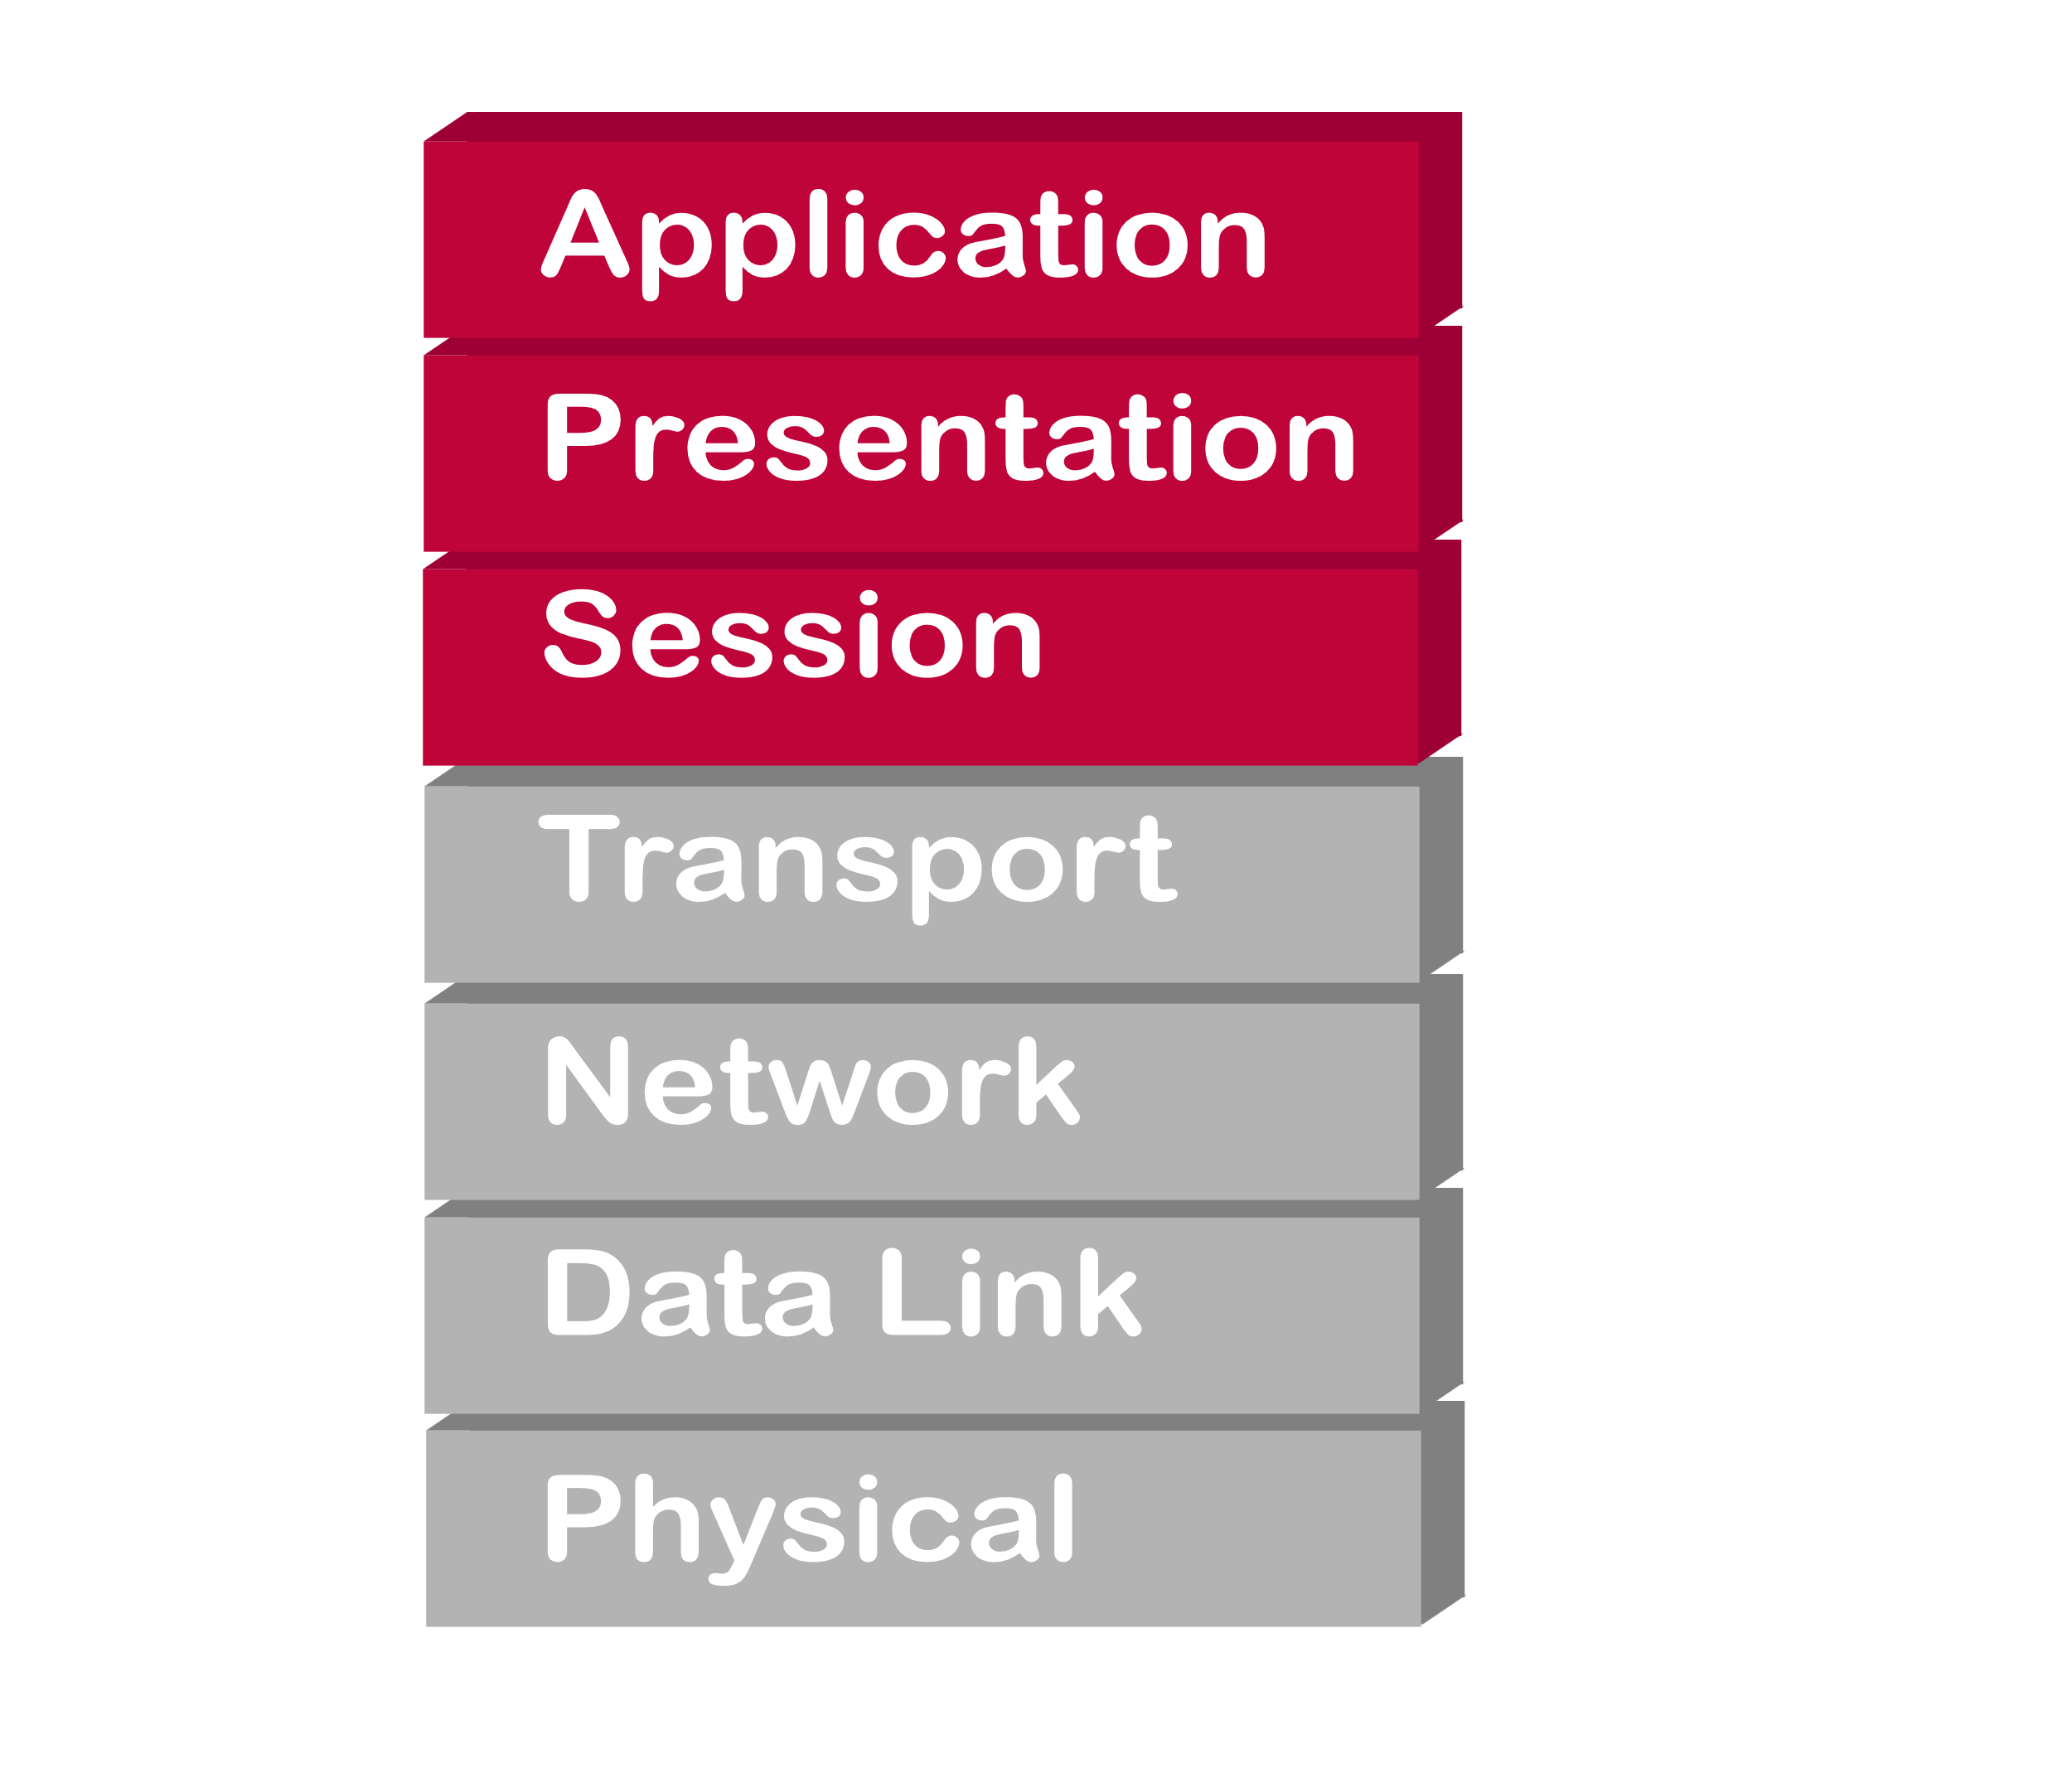 Application
Presentation
Session
Transport
Network
Data Link
Physical